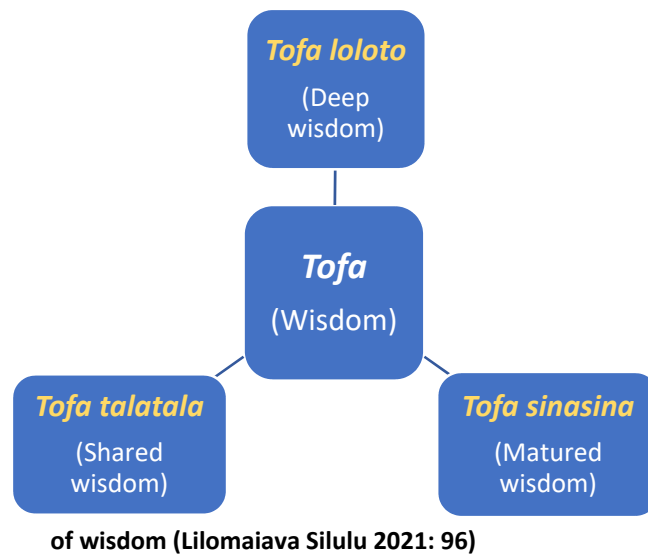 Tofa loloto
(Deep
wisdom)
Tofa
(Wisdom)
Tofa talatala
(Shared
wisdom)
Tofa sinasina
(Matured
wisdom)
of wisdom (Lilomaiava Silulu 2021: 96)